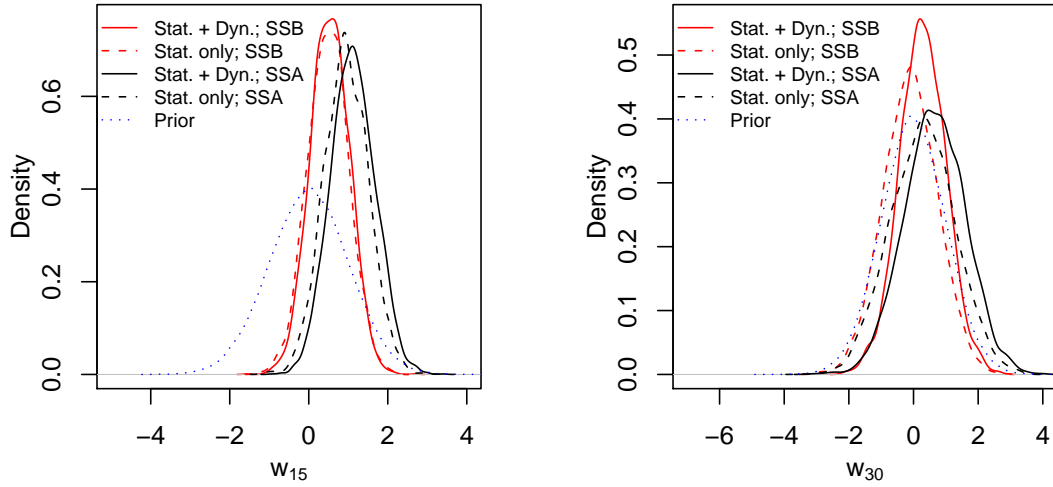 Stat. + Dyn.; SSB
Stat. only; SSB
Stat. + Dyn.; SSA
Stat. only; SSA
Prior
Density
0.0
0.2
0.4
0.6
−4
−2
0
2
4
w15
Stat. + Dyn.; SSB
Stat. only; SSB
Stat. + Dyn.; SSA
Stat. only; SSA
Prior
Density
0.0
0.1
0.2
0.3
0.4
0.5
−6
−4
−2
0
2
4
w30